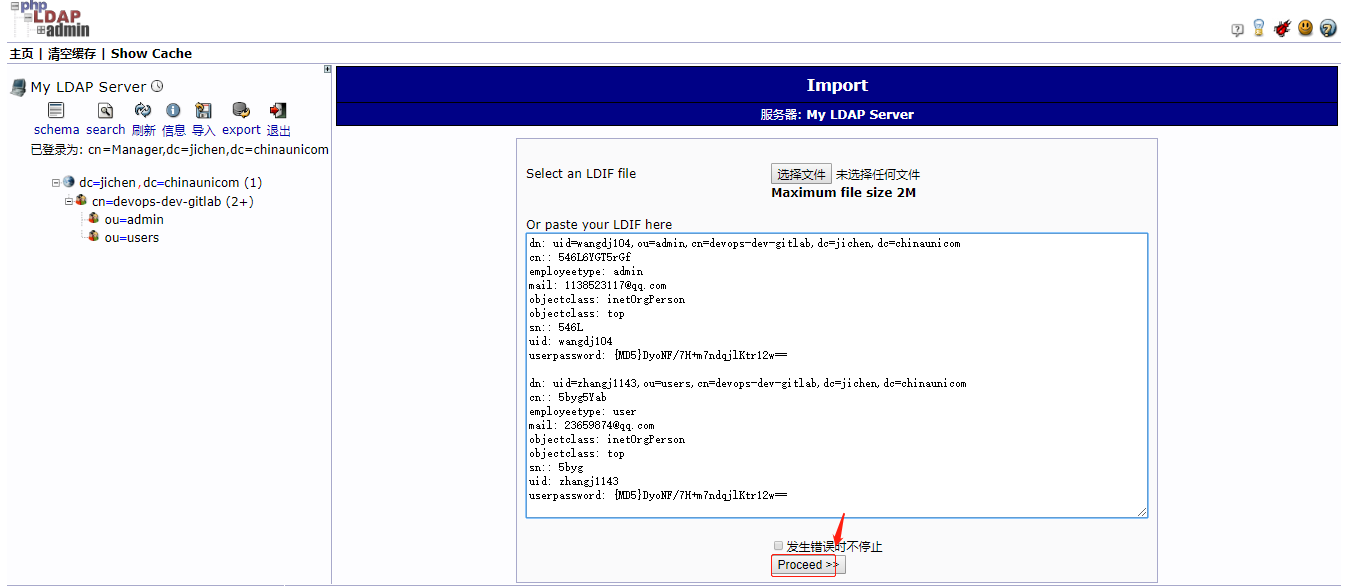 php
LDAP
admin
主页 | 清空缓存 | Show Cache
My LDAP Server
schema search 刷新 信息 导入 export 退出
已登录为: cn=Manager,dc=jichen,dc=chinaunicom
dc=jichen,dc=chinaunicom (1)
cn=devops-dev-gitlab (2+)
ou=admin
ou=users
Import
服务器: My LDAP Server
Select an LDIF file 选择文件 未选择任何文件
Maximum file size 2M
Or paste your LDIF here
dn: uid=wangdj104,ou=admin,cn=devops-dev-gitlab,dc=jichen,dc=chinaunicom
cn:: 546L6YGT5rGf
employeetype: admin
mail: 1138523117@qq.com
objectclass: inetOrgPerson
objectclass: top
sn:: 546L
uid: wangdj104
userpassword: {MD5}DyoNF/7H+m7ndqjlKtr12w==
dn: uid=zhangj1143,ou=users,cn=devops-dev-gitlab,dc=jichen,dc=chinaunicom
cn:: 5byg5Yab
employeetype: user
mail: 23659874@qq.com
objectclass: inetOrgPerson
objectclass: top
sn:: 5byg
uid: zhangj1143
userpassword: {MD5}DyoNF/7H+m7ndqjlKtr12w==
发生错误时不停止
Proceed >>